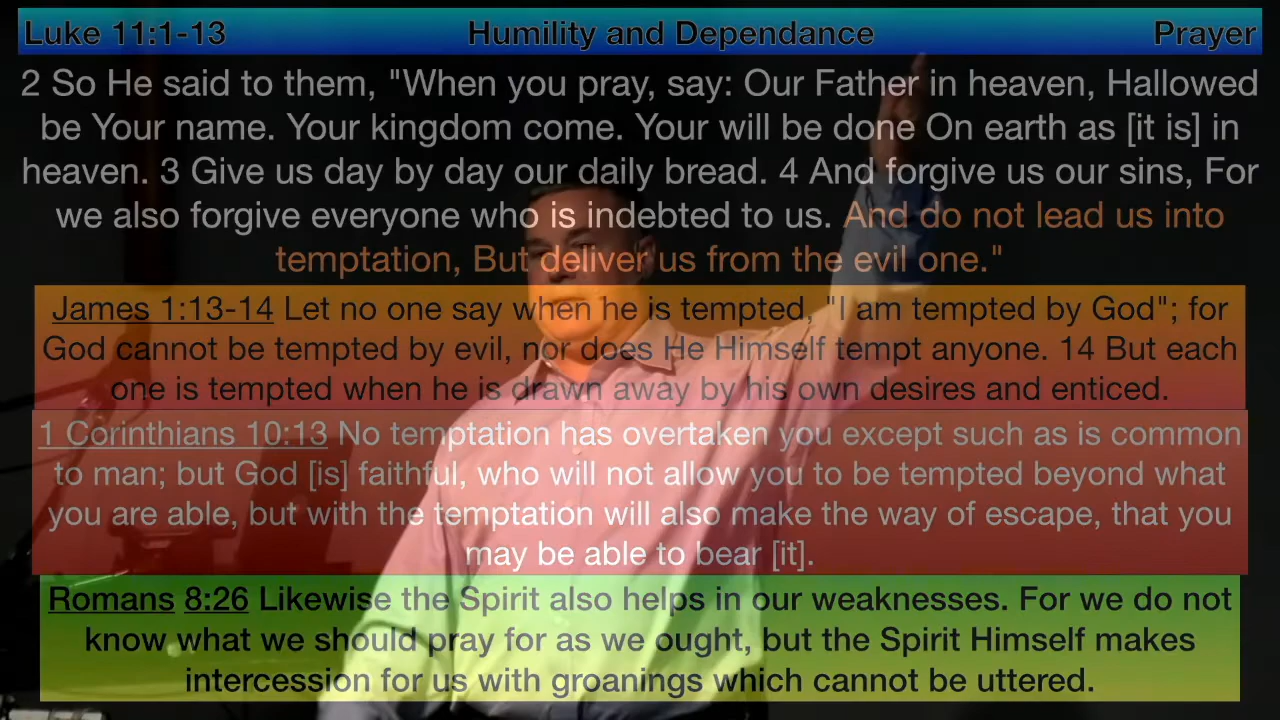 Luke 11:1-13 Humility and Dependance Prayer
2 So He said to them, "When you pray, say: Our Father in heaven, Hallowed
be Your name. Your kingdom come. Your will be done On earth as [it is] in
heaven. 3 Give us day by day our daily bread. 4 And forgive us our sins, For
we also forgive everyone who is indebted to us. And do not lead us into
temptation, But deliver us from the evil one."
James 1:13-14 Let no one say when he is tempted, "I am tempted by God"; for
God cannot be tempted by evil, nor does He Himself tempt anyone. 14 But each
one is tempted when he is drawn away by his own desires and enticed.
1 Corinthians 10:13 No temptation has overtaken you except such as is common
to man; but God [is] faithful, who will not allow you to be tempted beyond what
you are able, but with the temptation will also make the way of escape, that you
may be able to bear [it].
Romans 8:26 Likewise the Spirit also helps in our weaknesses. For we do not
know what we should pray for as we ought, but the Spirit Himself makes
intercession for us with groanings which cannot be uttered.